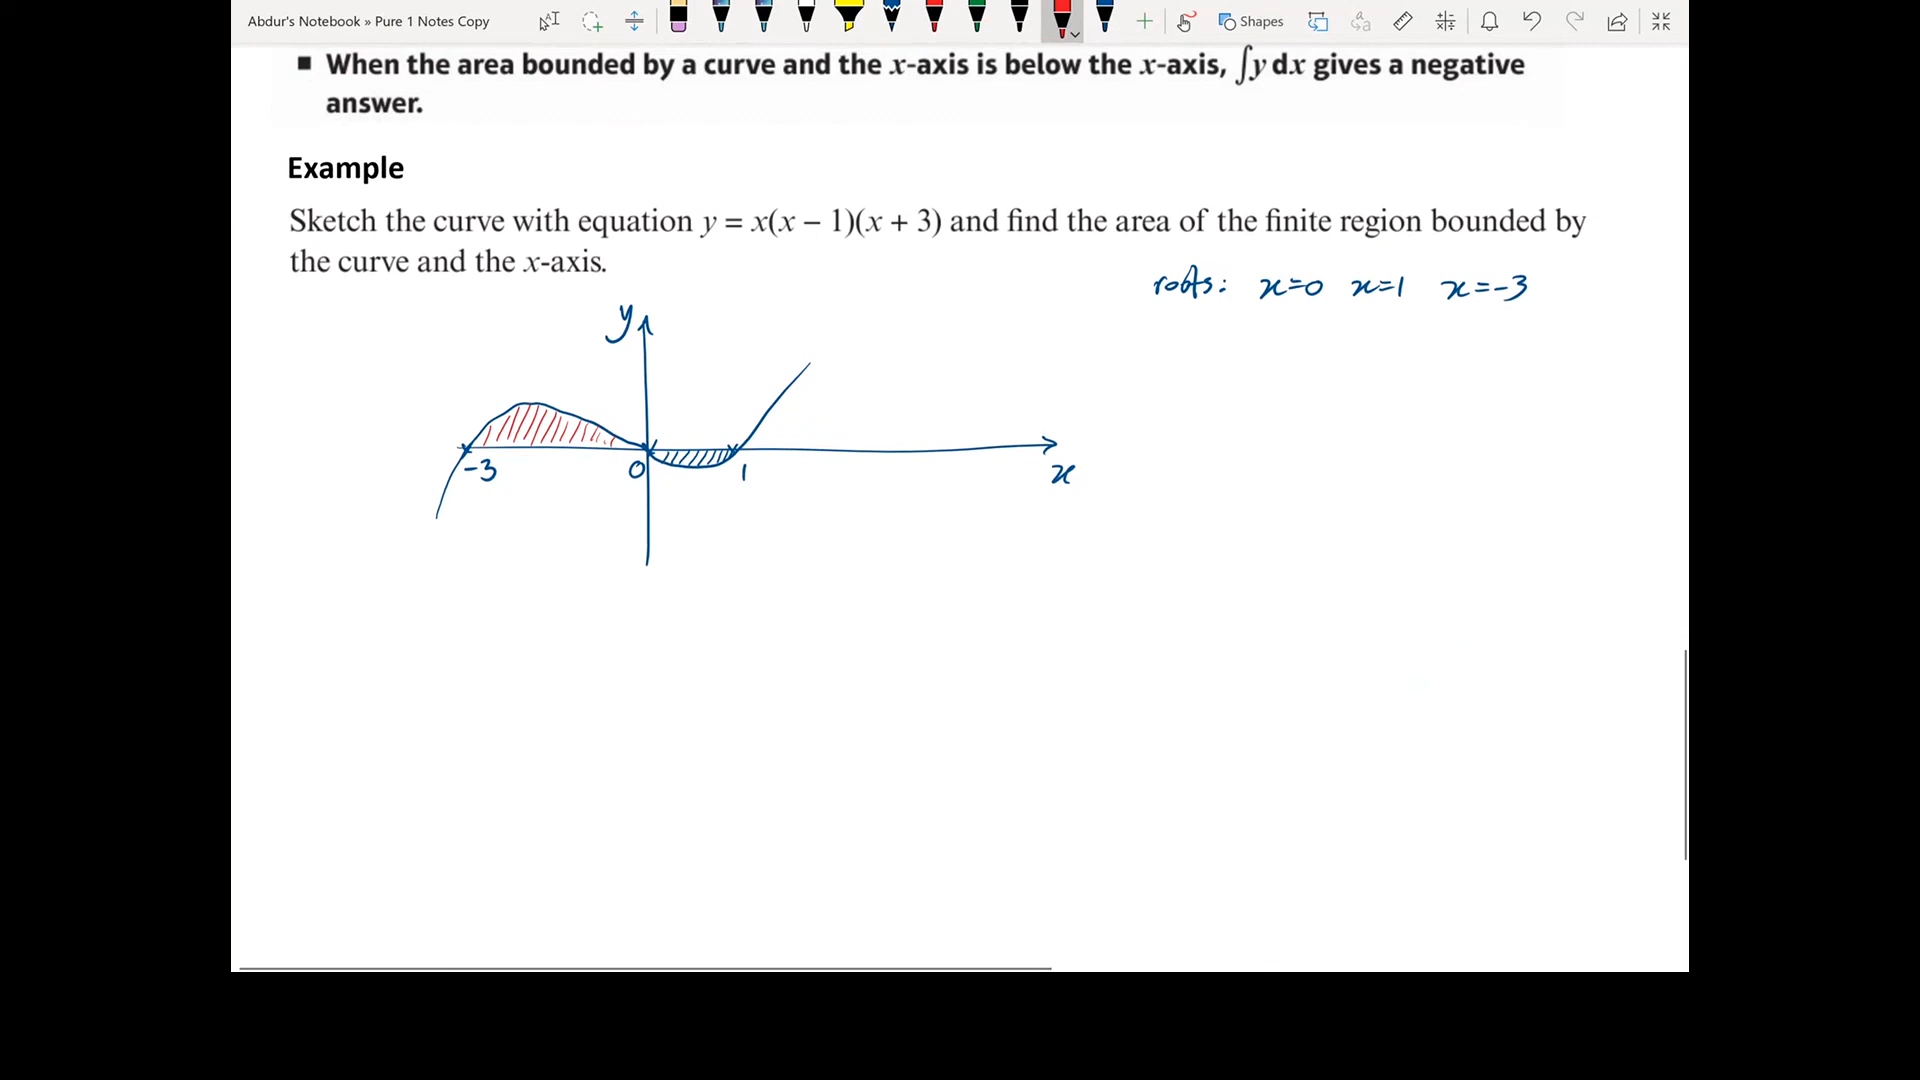 Abdur's Notebook » Pure 1 Notes Copy
Shapes
■ When the area bounded by a curve and the x-axis is below the x-axis, ∫y dx gives a negative
answer.
Example
Sketch the curve with equation y = x(x − 1)(x + 3) and find the area of the finite region bounded by
the curve and the x-axis.
roots: x=0 x=1 x=-3
y
-3 0 1 x